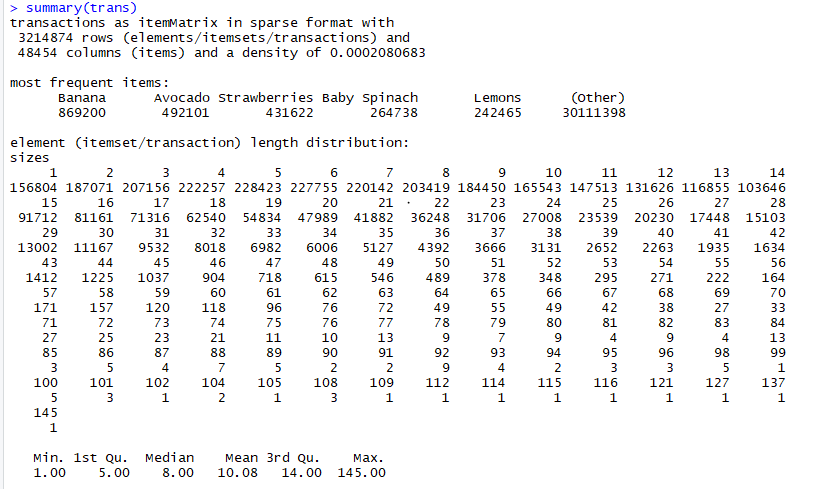 > summary(trans)
transactions as itemMatrix in sparse format with
3214874 rows (elements/itemsets/transactions) and
48454 columns (items) and a density of 0.0002080683
most frequent items:
Banana Avocado Strawberries Baby Spinach Lemons (Other)
869200 492101 431622 264738 242465 30111398
element (itemset/transaction) length distribution:
sizes
1 2 3 4 5 6 7 8 9 10 11 12 13 14
156804 187071 207156 222257 228423 227755 220142 203419 184450 165543 147513 131626 116855 103646
15 16 17 18 19 20 21 22 23 24 25 26 27 28
91712 81161 71316 62540 54834 47989 41882 36248 31706 27008 23539 20230 17448 15103
29 30 31 32 33 34 35 36 37 38 39 40 41 42
13002 11167 9532 8018 6982 6006 5127 4392 3666 3131 2652 2263 1935 1634
43 44 45 46 47 48 49 50 51 52 53 54 55 56
1412 1225 1037 904 718 615 546 489 378 348 295 271 222 164
57 58 59 60 61 62 63 64 65 66 67 68 69 70
171 157 120 118 96 76 72 49 55 49 42 38 27 33
71 72 73 74 75 76 77 78 79 80 81 82 83 84
27 25 23 21 11 10 13 9 7 9 4 9 4 13
85 86 87 88 89 90 91 92 93 94 95 96 98 99
3 5 4 7 5 2 2 9 4 2 3 3 5 1
100 101 102 104 105 108 109 112 114 115 116 121 127 137
5 3 1 2 1 3 1 1 1 1 1 1 1 1
145
1
Min. 1st Qu. Median Mean 3rd Qu. Max.
1.00 5.00 8.00 10.08 14.00 145.00